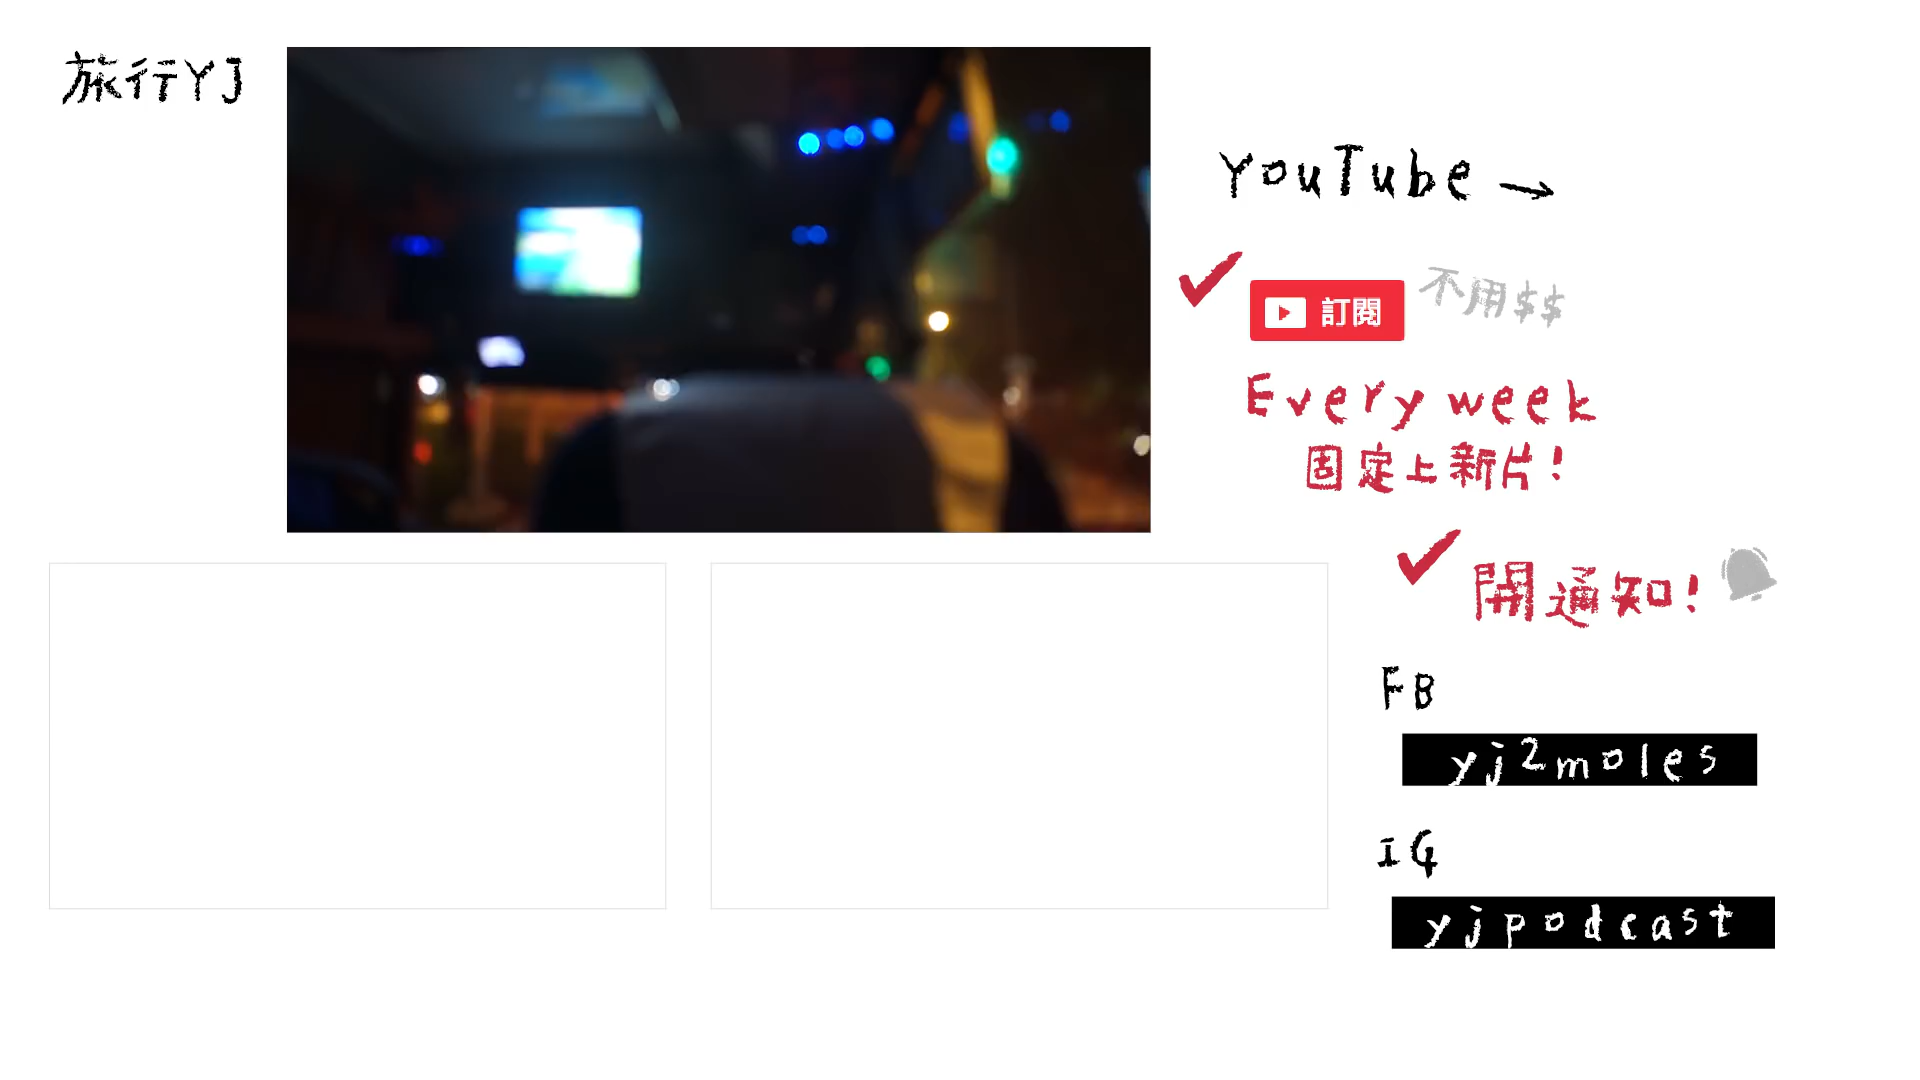 旅行YJ
YouTube →
訂閱 不用$$
Every week
固定上新片!
開通知!
FB
yj2moles
IG
yjpodcast